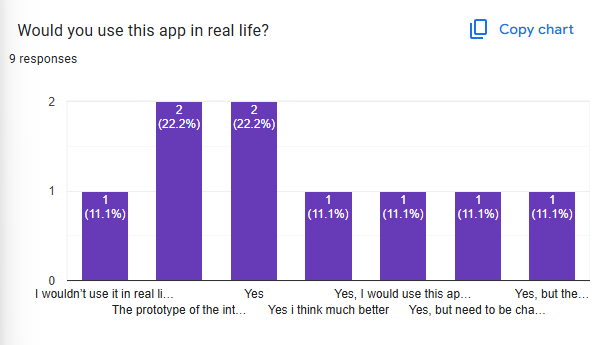 Would you use this app in real life?
Copy chart
9 responses
2
1
0
1
(11.1%)
2
(22.2%)
2
(22.2%)
1
(11.1%)
1
(11.1%)
1
(11.1%)
1
(11.1%)
I wouldn't use it in real li…
The prototype of the int…
Yes
Yes i think much better
Yes, I would use this ap…
Yes, but need to be cha…
Yes, but the…